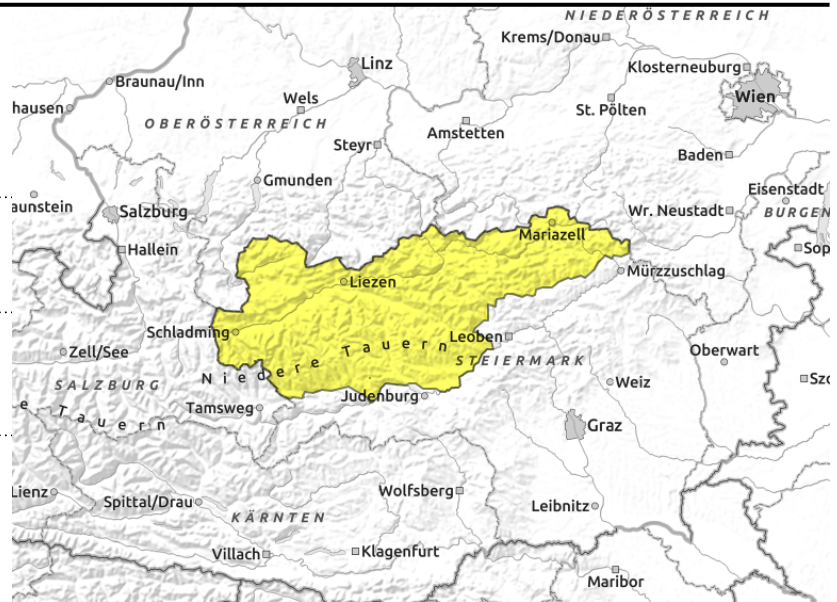 NIEDERÖSTERREICH
Krems/Donau
Linz
Klosterneuburg
Braunau/Inn
Wien
hausen
Wels
St. Pölten
OBERÖSTERREICH
Amstetten
Steyr
Baden
Gmunden
Eisenstadt
aunstein
Salzburg
Wr. Neustadt
BURGEN
Mariazell
Hallein
Sop
Mürzzuschlag
Liezen
Schladming
Leoben
Niedere Tauern
Zell/See
STEIERMARK
Oberwart
SALZBURG
Weiz
Szo
Judenburg
Tamsweg
e Tauern
Graz
Lienz
Spittal/Drau
Wolfsberg
Leibnitz
KÄRNTEN
Villach
Klagenfurt
Maribor